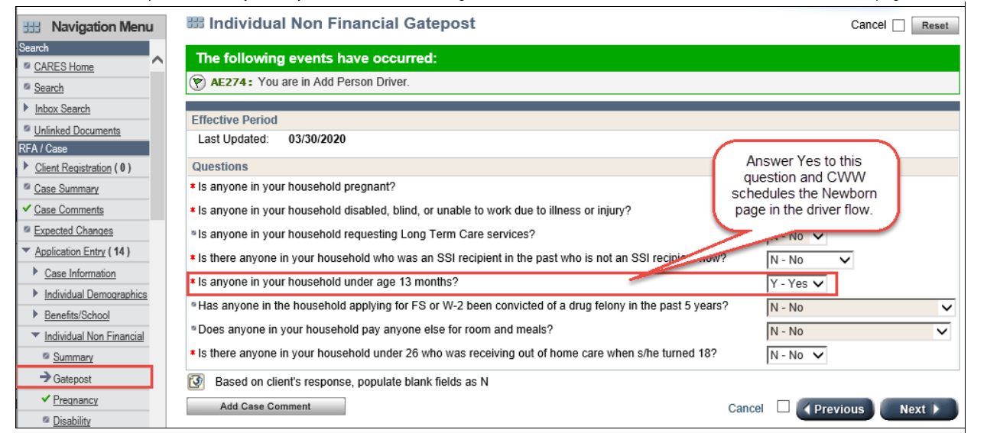 Navigation Menu
Search
CARES Home
Search
Inbox Search
Unlinked Documents
RFA / Case
Client Registration ( 0 )
Case Summary
Case Comments
Expected Changes
Application Entry ( 14 )
Case Information
Individual Demographics
Benefits/School
Individual Non Financial
Summary
Gatepost
Pregnancy
Disability
Individual Non Financial Gatepost
Cancel
Reset
The following events have occurred:
AE274: You are in Add Person Driver.
Effective Period
Last Updated: 03/30/2020
Questions
Answer Yes to this
question and CWW
schedules the Newborn
page in the driver flow.
* Is anyone in your household pregnant?
* Is anyone in your household disabled, blind, or unable to work due to illness or injury?
Is anyone in your household requesting Long Term Care services? - No
* Is there anyone in your household who was an SSI recipient in the past who is not an SSI recipient now? N - No
* Is anyone in your household under age 13 months? Y - Yes
Has anyone in the household applying for FS or W-2 been convicted of a drug felony in the past 5 years? N - No
Does anyone in your household pay anyone else for room and meals? N - No
* Is there anyone in your household under 26 who was receiving out of home care when s/he turned 18? N - No
Based on client's response, populate blank fields as N
Add Case Comment
Cancel
Previous
Next